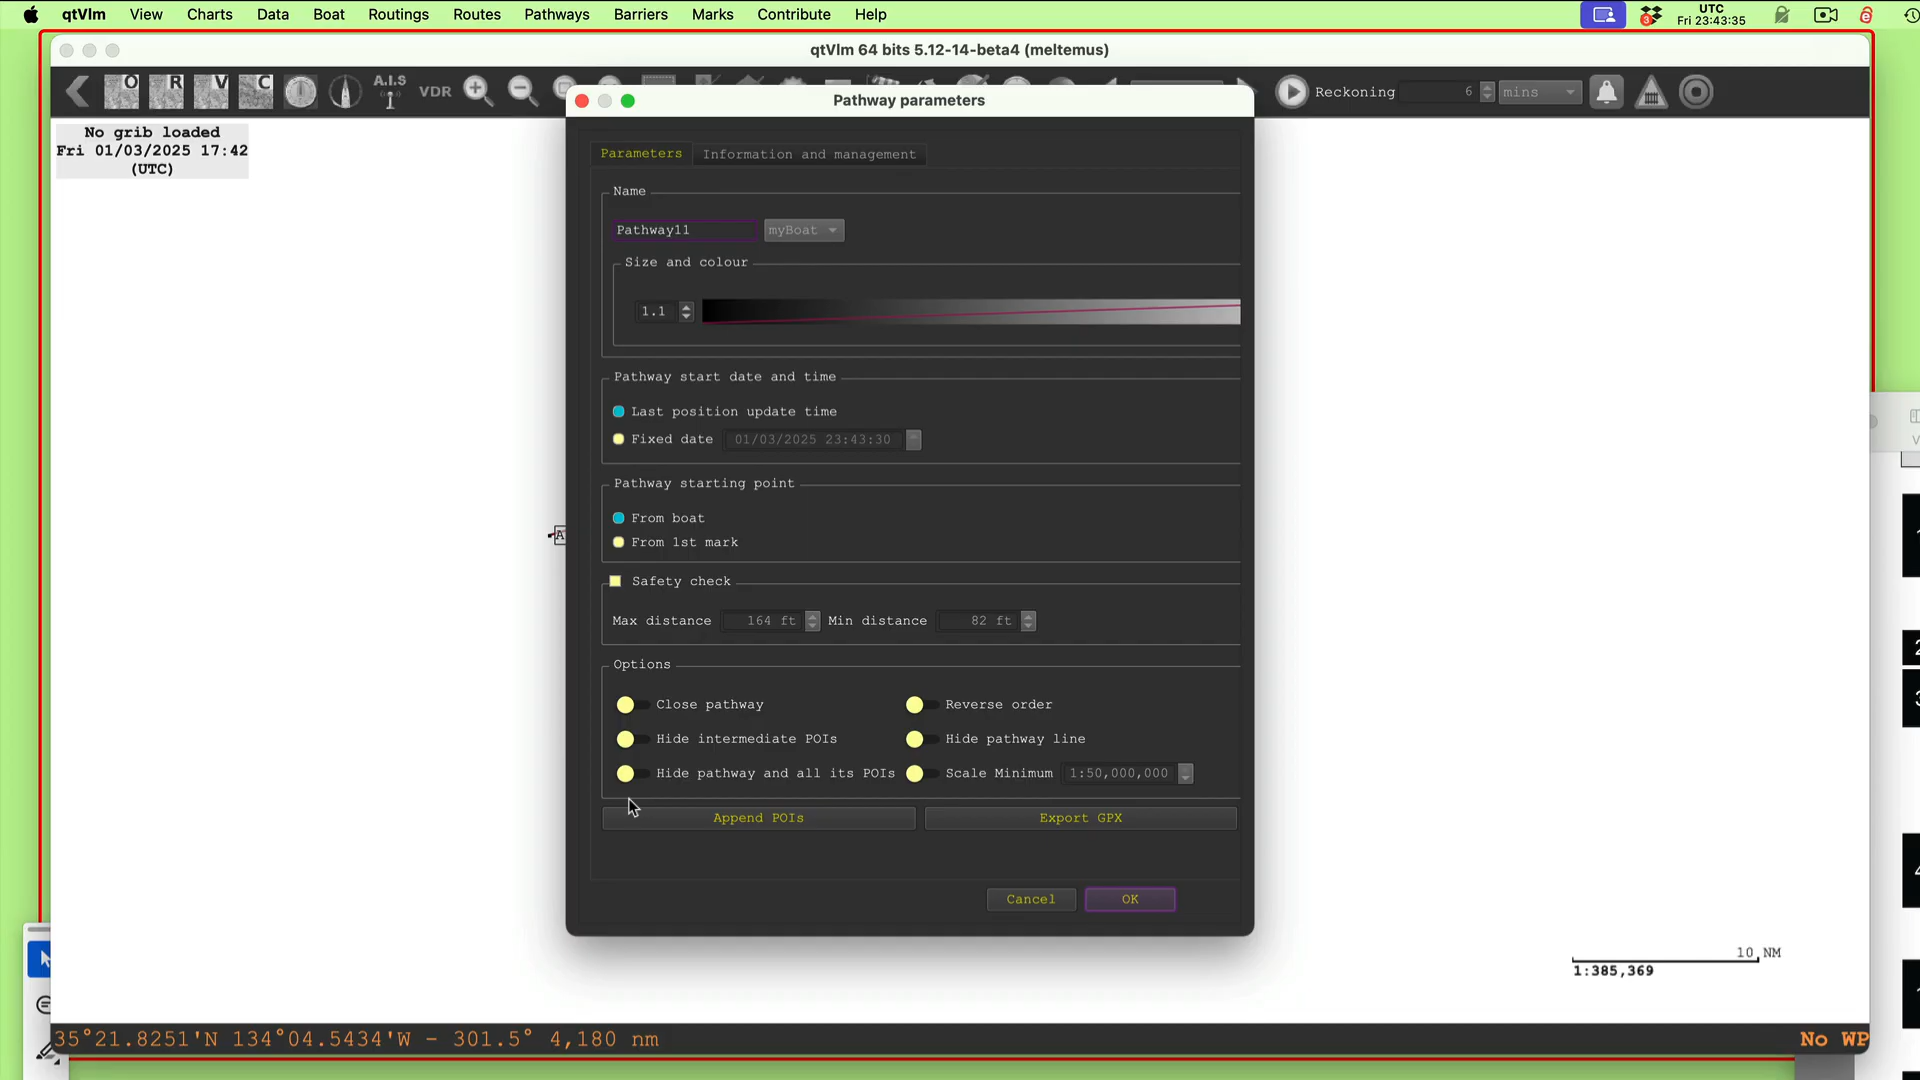 qtVlm View Charts Data Boat Routings Routes Pathways Barriers Marks Contribute Help
3
UTC
Fri 23:43:35
qtVlm 64 bits 5.12-14-beta4 (meltemus)
O R V C A.I.S VDR
Reckoning 6 mins
Pathway parameters
No grib loaded
Fri 01/03/2025 17:42
(UTC)
Parameters Information and management
Name
Pathway11 myBoat
Size and colour
1.1
Pathway start date and time
Last position update time
Fixed date 01/03/2025 23:43:30
Pathway starting point
From boat
From 1st mark
A
Safety check
Max distance 164 ft Min distance 82 ft
Options
Close pathway Reverse order
Hide intermediate POIs Hide pathway line
Hide pathway and all its POIs Scale Minimum 1:50,000,000
Append POIs Export GPX
Cancel OK
10 NM
1:385,369
35°21.8251'N 134°04.5434'W - 301.5° 4,180 nm
No WP